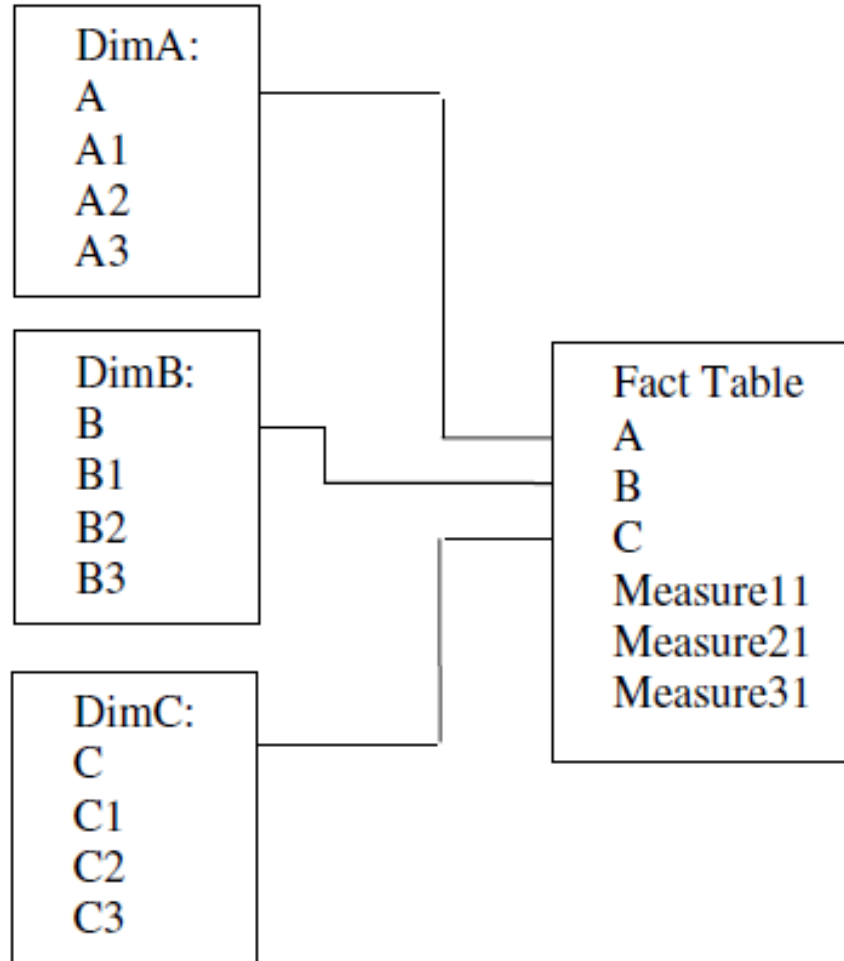 DimA:
A
A1
A2
A3
DimB:
B
B1
B2
B3
DimC:
C
C1
C2
C3
Fact Table
A
B
C
Measure11
Measure21
Measure31